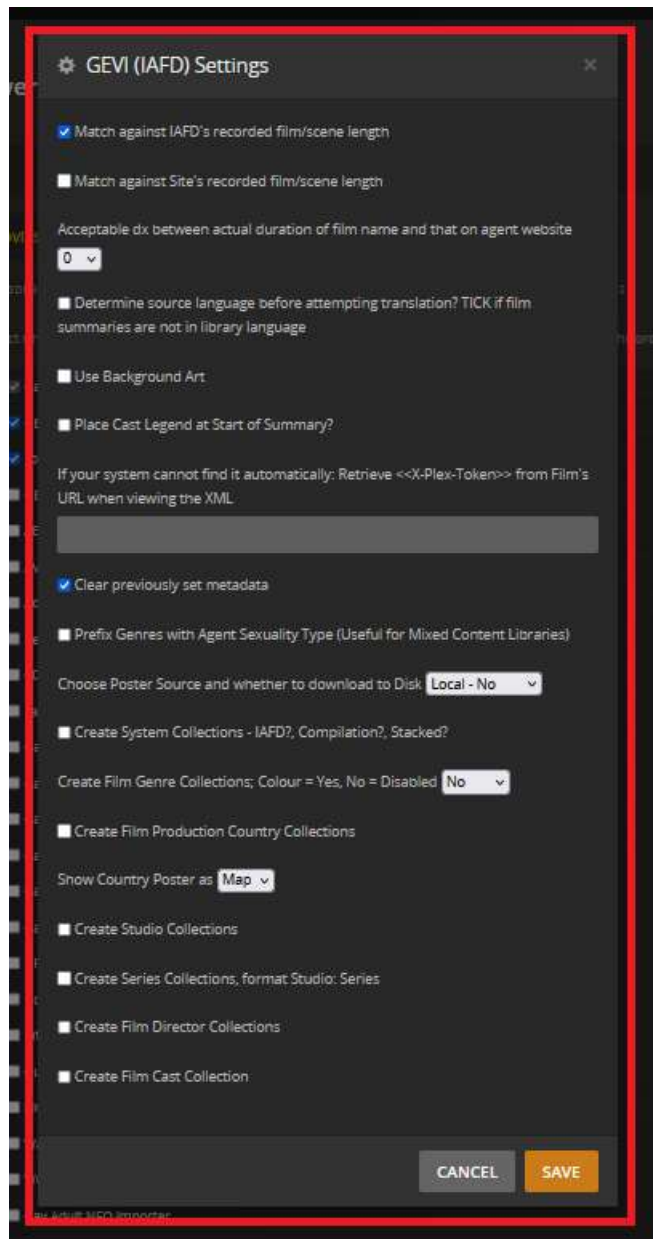 GEVI (IAFD) Settings
Match against IAFD's recorded film/scene length
Match against Site's recorded film/scene length
Acceptable dx between actual duration of film name and that on agent website
0
Determine source language before attempting translation? TICK if film
summaries are not in library language
Use Background Art
Place Cast Legend at Start of Summary?
If your system cannot find it automatically: Retrieve <<X-Plex-Token>> from Film's
URL when viewing the XML
Clear previously set metadata
Prefix Genres with Agent Sexuality Type (Useful for Mixed Content Libraries)
Choose Poster Source and whether to download to Disk Local - No
Create System Collections - IAFD?, Compilation?, Stacked?
Create Film Genre Collections; Colour = Yes, No = Disabled No
Create Film Production Country Collections
Show Country Poster as Map
Create Studio Collections
Create Series Collections, format Studio: Series
Create Film Director Collections
Create Film Cast Collection
CANCEL SAVE
Adult NFO Importer